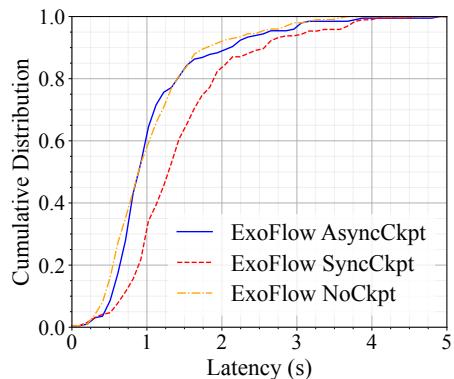 Cumulative Distribution
1.0
0.8
0.6
0.4
0.2
0.0
ExoFlow AsyncCkpt
ExoFlow SyncCkpt
ExoFlow NoCkpt
0 1 2 3 4 5
Latency (s)